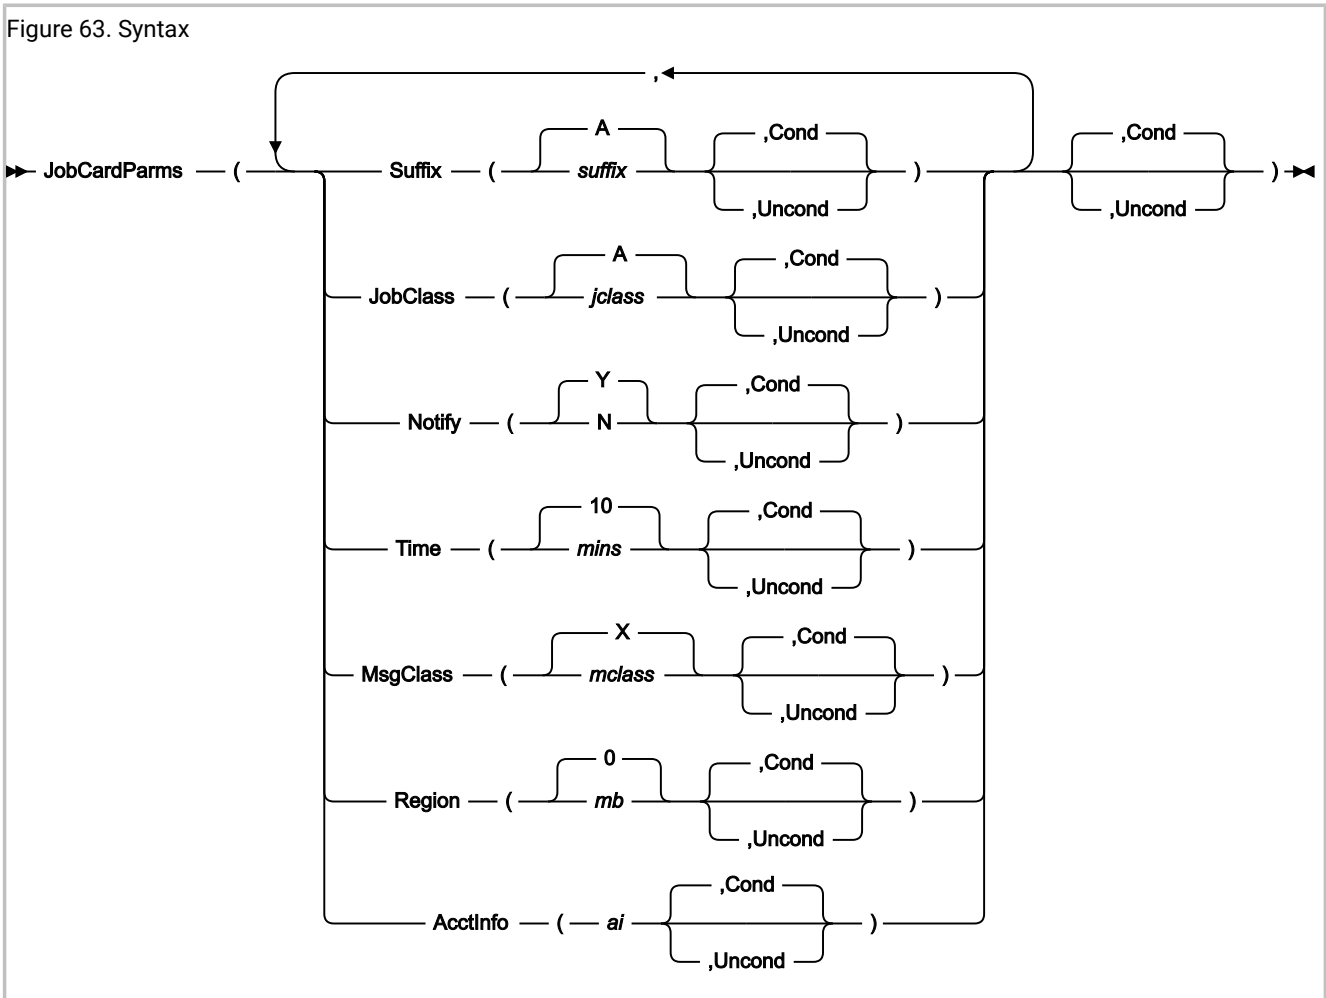 Figure 63. Syntax
,
A ,Cond ,Cond
JobCardParms ( Suffix ( suffix ) )
,Uncond ,Uncond
A ,Cond
JobClass ( jclass )
,Uncond
Y ,Cond
Notify ( N )
,Uncond
10 ,Cond
Time ( mins )
,Uncond
X ,Cond
MsgClass ( mclass )
,Uncond
0 ,Cond
Region ( mb )
,Uncond
,Cond
AcctInfo ( ai )
,Uncond